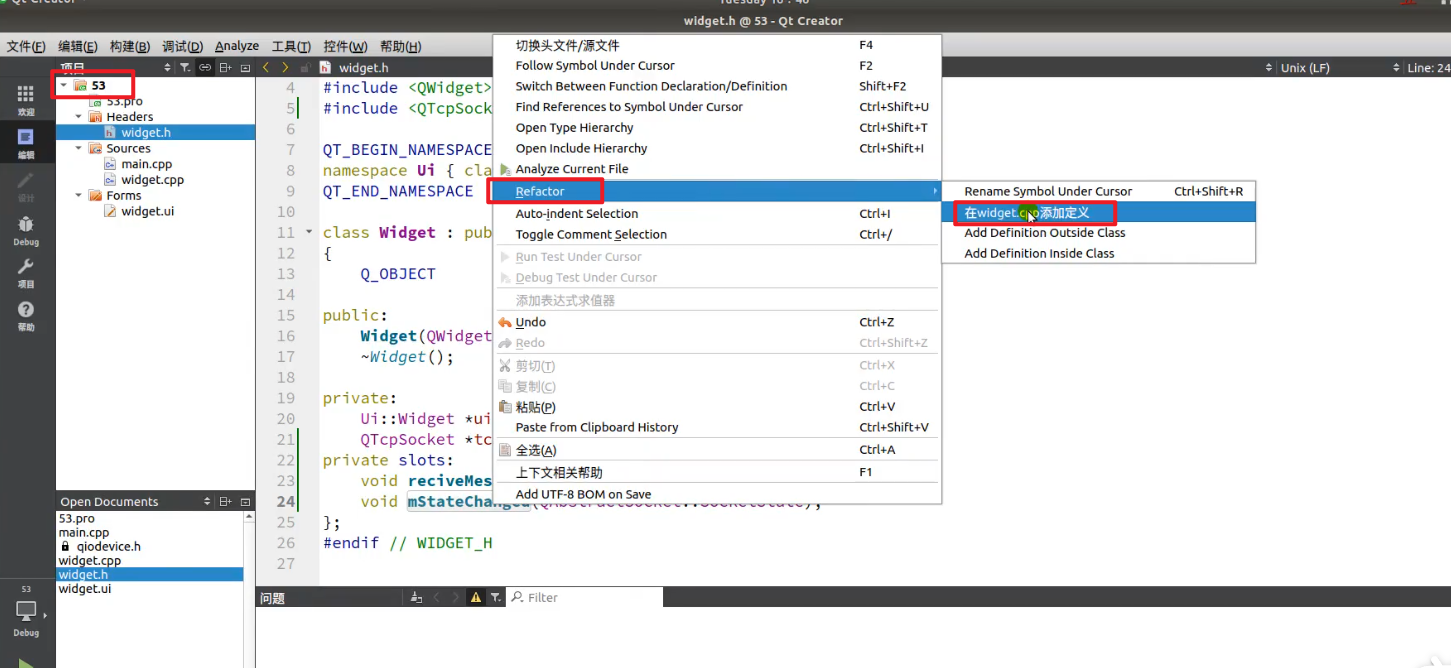 widget.h @ 53 - Qt Creator
文件(F) 编辑(E) 构建(B) 调试(D) Analyze 工具(T) 控件(W) 帮助(H)
项目
widget.h
Unix (LF)
Line: 24
欢迎
编辑
设计
Debug
项目
帮助
53
Debug
53
53.pro
Headers
widget.h
Sources
main.cpp
widget.cpp
Forms
widget.ui
Open Documents
53.pro
main.cpp
qiodevice.h
widget.cpp
widget.h
widget.ui
4 #include <QWidget>
5 #include <QTcpSock
6
7 QT_BEGIN_NAMESPACE
8 namespace Ui { cla
9 QT_END_NAMESPACE
10
11 class Widget : pub
12 {
13 Q_OBJECT
14
15 public:
16 Widget(QWidget
17 ~Widget();
18
19 private:
20 Ui::Widget *ui
21 QTcpSocket *tc
22 private slots:
23 void reciveMes
24 void mStateChanged(QAbstractSocket::SocketState);
25 };
26 #endif // WIDGET_H
27
切换头文件/源文件 F4
Follow Symbol Under Cursor F2
Switch Between Function Declaration/Definition Shift+F2
Find References to Symbol Under Cursor Ctrl+Shift+U
Open Type Hierarchy Ctrl+Shift+T
Open Include Hierarchy Ctrl+Shift+I
Analyze Current File
Refactor
Auto-indent Selection Ctrl+I
Toggle Comment Selection Ctrl+/
Run Test Under Cursor
Debug Test Under Cursor
添加表达式求值器
Undo Ctrl+Z
Redo Ctrl+Shift+Z
剪切(T) Ctrl+X
复制(C) Ctrl+C
粘贴(P) Ctrl+V
Paste from Clipboard History Ctrl+Shift+V
全选(A) Ctrl+A
上下文相关帮助 F1
Add UTF-8 BOM on Save
Rename Symbol Under Cursor Ctrl+Shift+R
在widget.cpp添加定义
Add Definition Outside Class
Add Definition Inside Class
问题
Filter